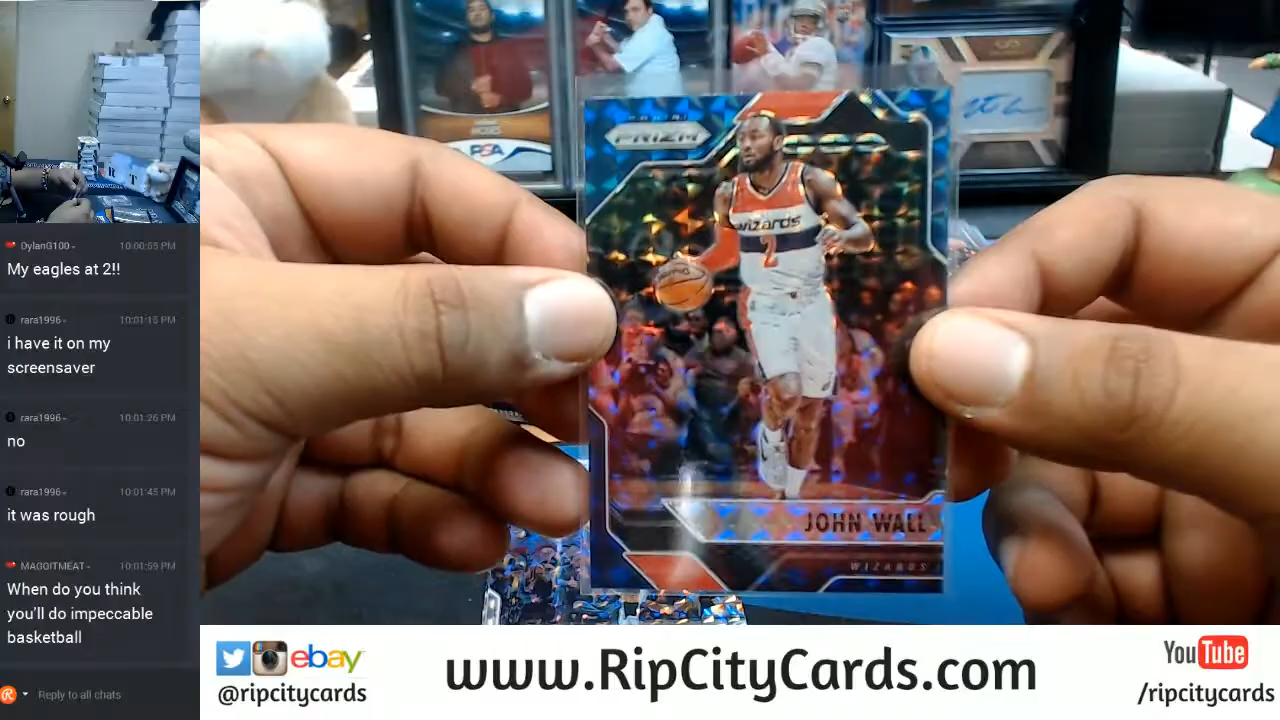 DylanG100
10:00:55 PM
My eagles at 2!!
rara1996
10:01:15 PM
i have it on my
screensaver
rara1996
10:01:26 PM
no
rara1996
10:01:45 PM
it was rough
MAGOITMEAT
10:01:59 PM
When do you think
you'll do impeccable
basketball
Reply to all chats
PSA
PANINI
PRIZM
wizards
2
JOHN WALL
WIZARDS
ebay
@ripcitycards
www.RipCityCards.com
YouTube
/ripcitycards